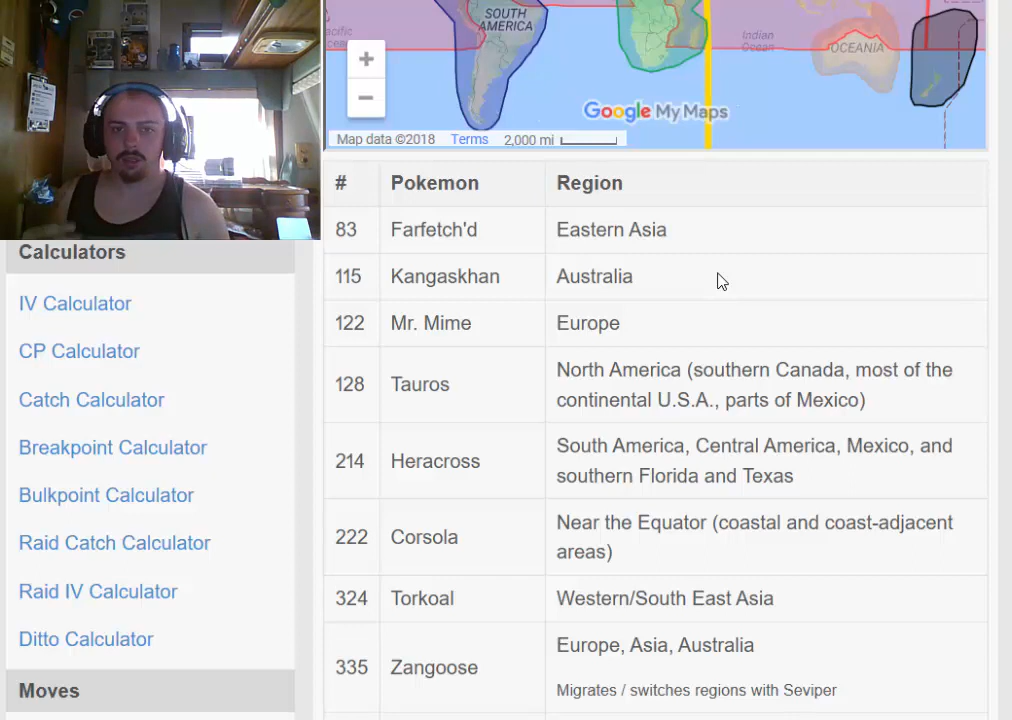 SOUTH
AMERICA
Indian
Ocean
OCEANIA
+
−
Google My Maps
Map data ©2018 Terms 2,000 mi
# Pokemon Region
83 Farfetch'd Eastern Asia
115 Kangaskhan Australia
122 Mr. Mime Europe
128 Tauros North America (southern Canada, most of the
continental U.S.A., parts of Mexico)
214 Heracross South America, Central America, Mexico, and
southern Florida and Texas
222 Corsola Near the Equator (coastal and coast-adjacent
areas)
324 Torkoal Western/South East Asia
335 Zangoose Europe, Asia, Australia
Migrates / switches regions with Seviper
Calculators
IV Calculator
CP Calculator
Catch Calculator
Breakpoint Calculator
Bulkpoint Calculator
Raid Catch Calculator
Raid IV Calculator
Ditto Calculator
Moves